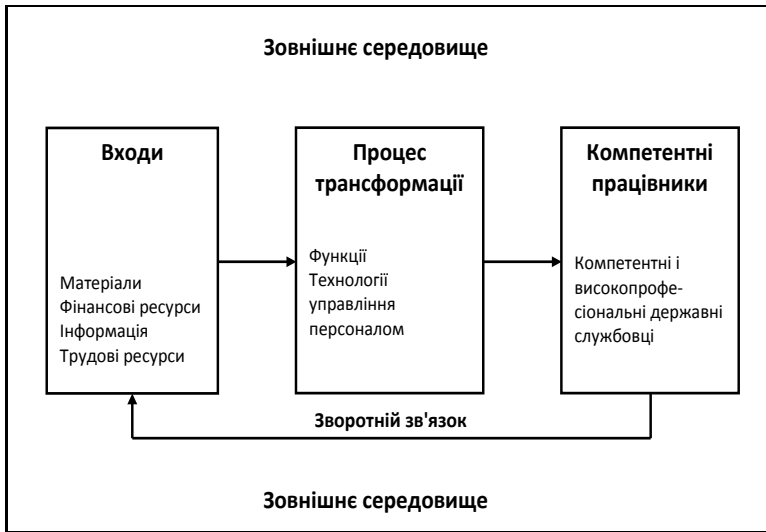 Зовнішнє середовище
Входи
Матеріали
Фінансові ресурси
Інформація
Трудові ресурси
Процес
трансформації
Функції
Технології
управління
персоналом
Компетентні
працівники
Компетентні і
високопрофе-
сіональні державні
службовці
Зворотній зв'язок
Зовнішнє середовище